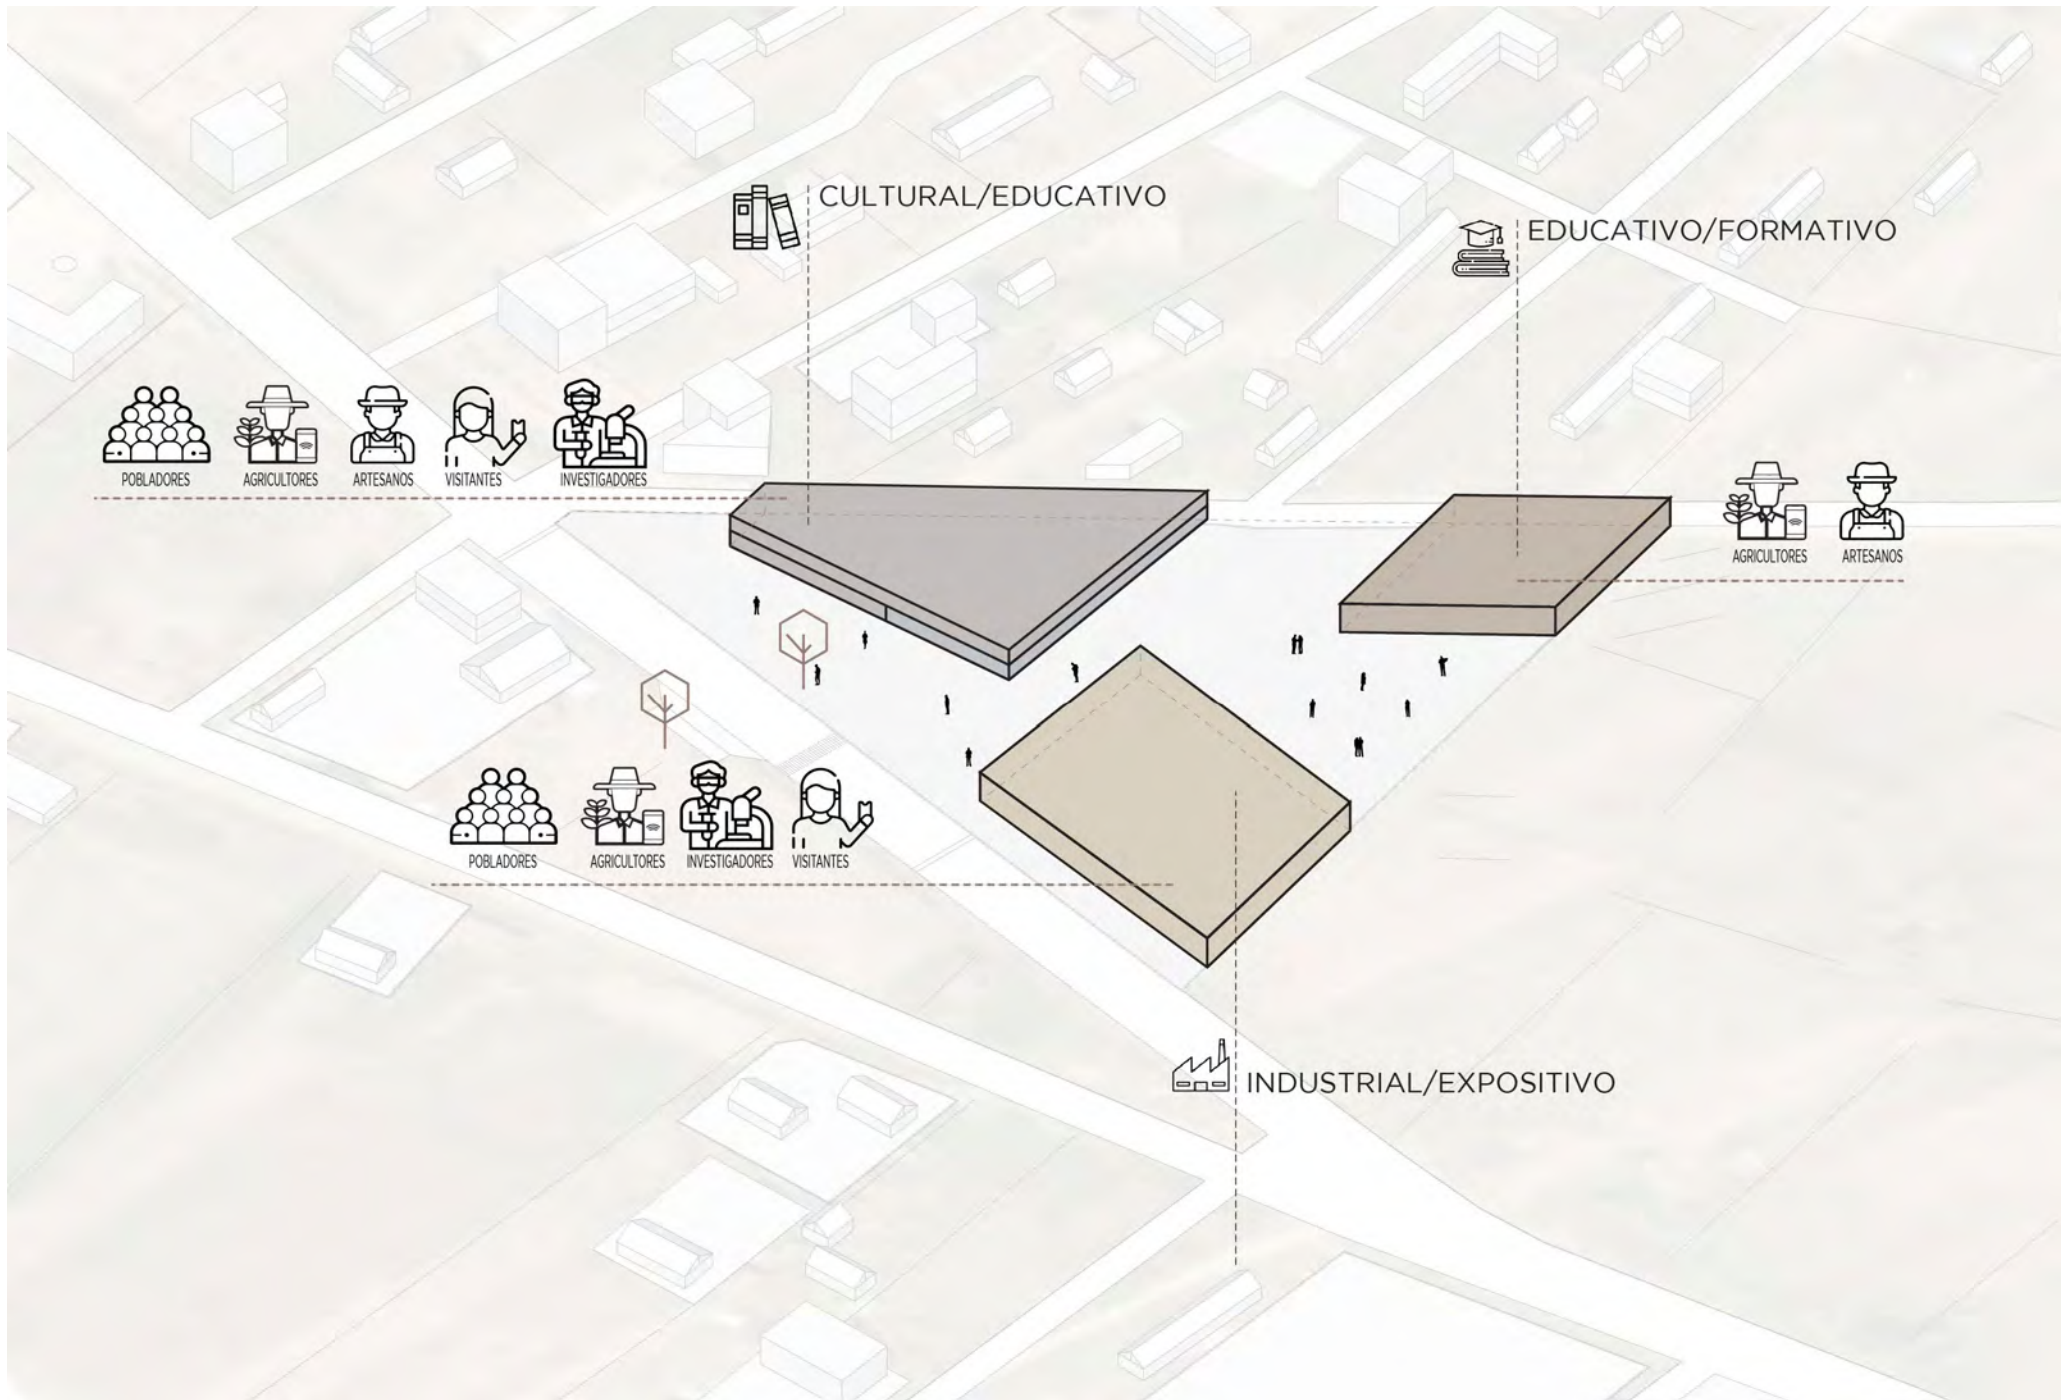 CULTURAL/EDUCATIVO
EDUCATIVO/FORMATIVO
POBLADORES AGRICULTORES ARTESANOS VISITANTES INVESTIGADORES
AGRICULTORES ARTESANOS
POBLADORES AGRICULTORES INVESTIGADORES VISITANTES
INDUSTRIAL/EXPOSITIVO